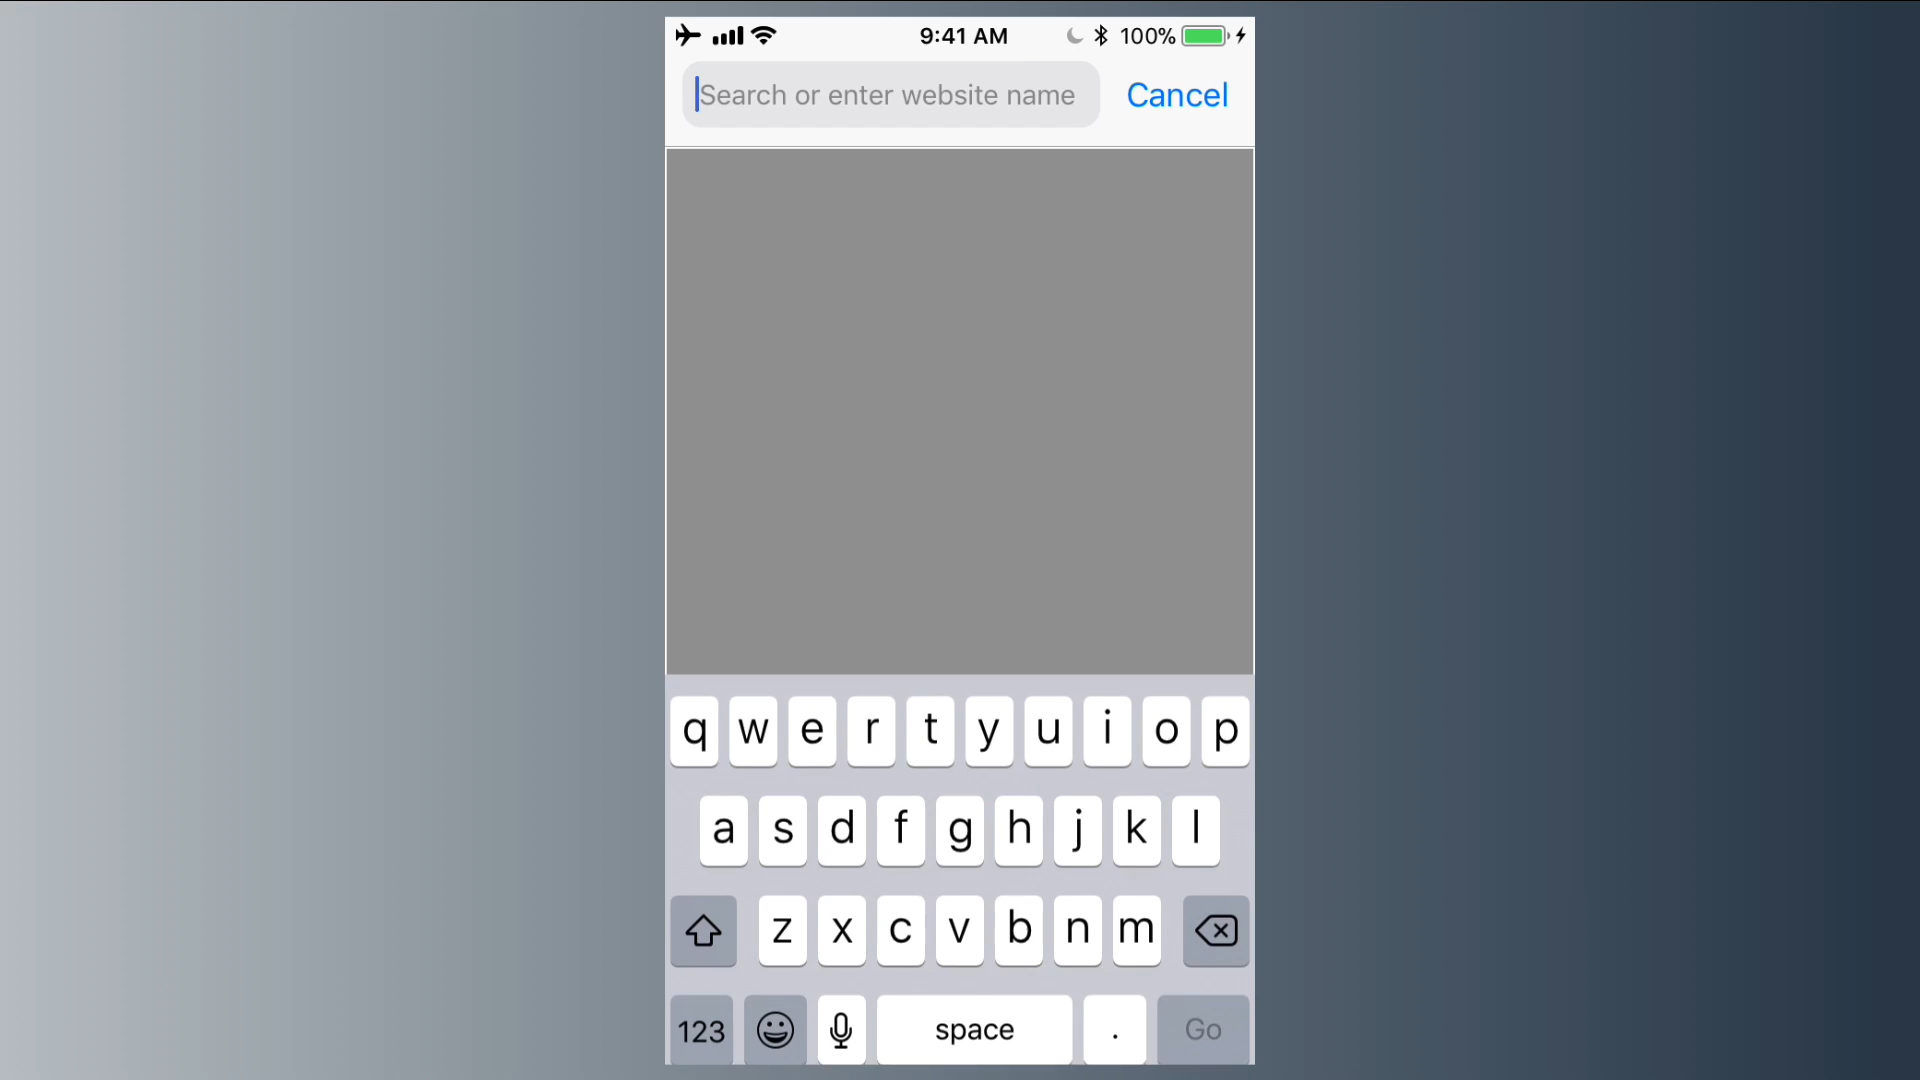 9:41 AM 100%
Search or enter website name Cancel
q w e r t y u i o p
a s d f g h j k l
z x c v b n m
123 space . Go